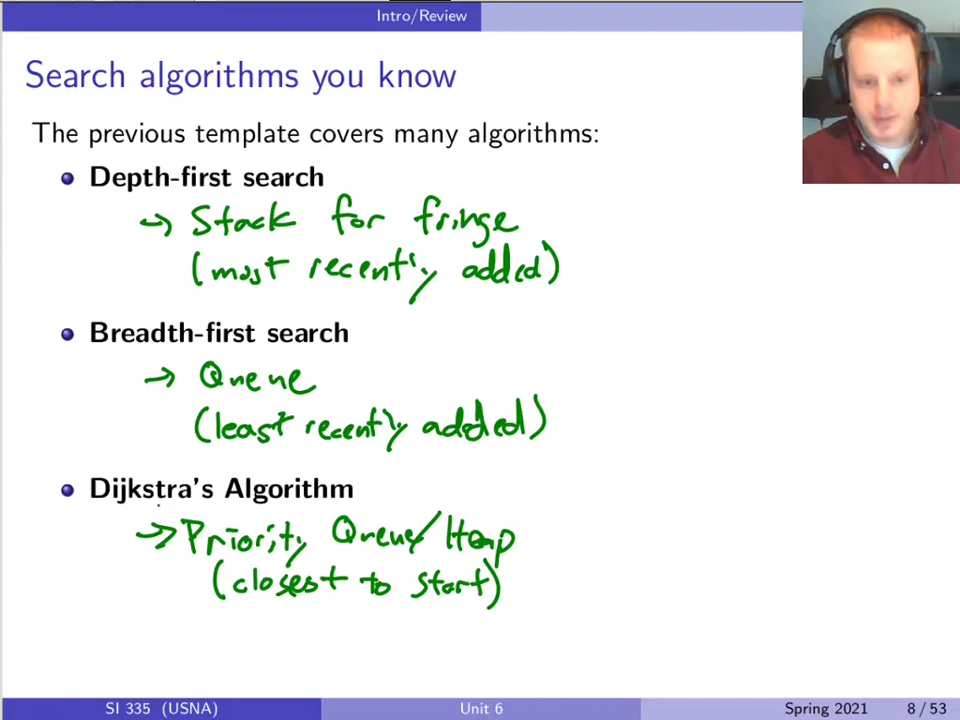 Intro/Review
Search algorithms you know
The previous template covers many algorithms:
Depth-first search
→ Stack for fringe
(most recently added)
Breadth-first search
→ Queue
(least recently added)
Dijkstra's Algorithm
→ Priority Queue/Heap
(closest to start)
SI 335 (USNA) Unit 6 Spring 2021 8 / 53